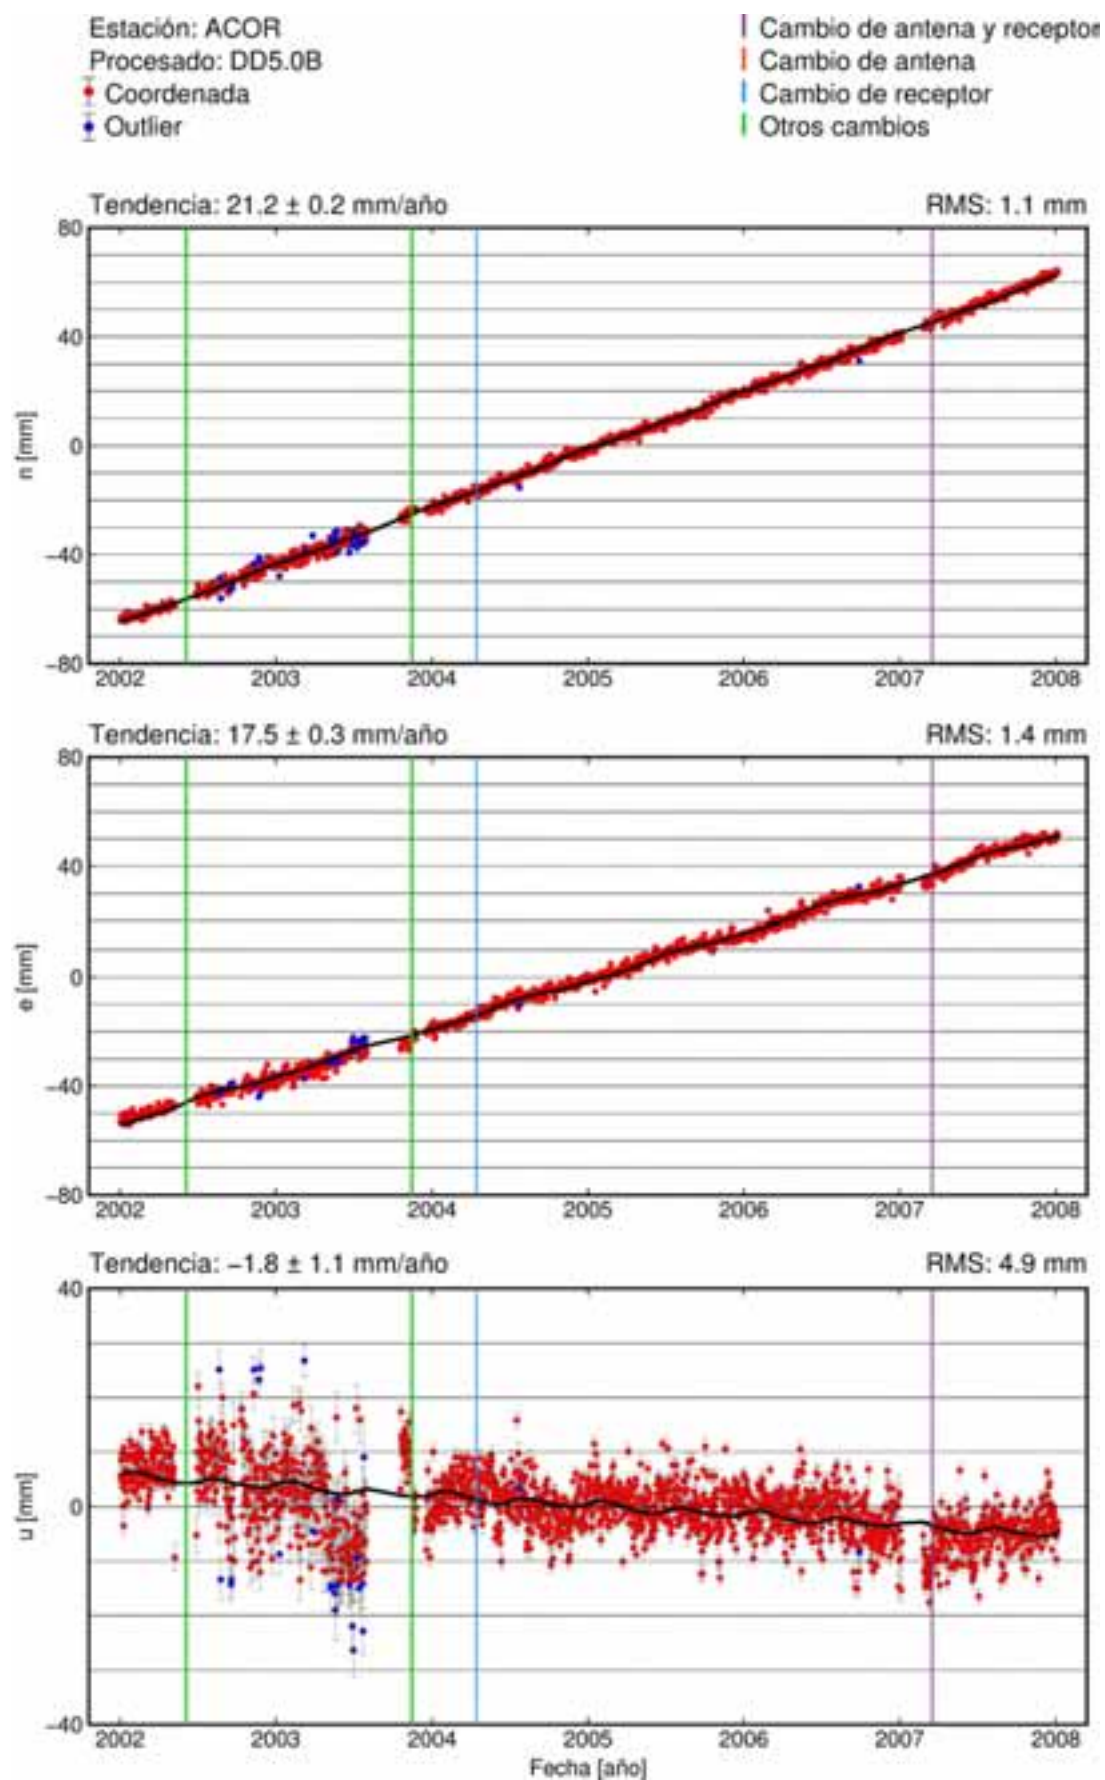 Estación: ACOR
Procesado: DD5.0B
Coordenada
Outlier
Cambio de antena y receptor
Cambio de antena
Cambio de receptor
Otros cambios
Tendencia: 21.2 ± 0.2 mm/año
RMS: 1.1 mm
80
40
0
−40
−80
n [mm]
2002 2003 2004 2005 2006 2007 2008
Tendencia: 17.5 ± 0.3 mm/año
RMS: 1.4 mm
80
40
0
−40
−80
e [mm]
2002 2003 2004 2005 2006 2007 2008
Tendencia: −1.8 ± 1.1 mm/año
RMS: 4.9 mm
40
0
−40
u [mm]
2002 2003 2004 2005 2006 2007 2008
Fecha [año]